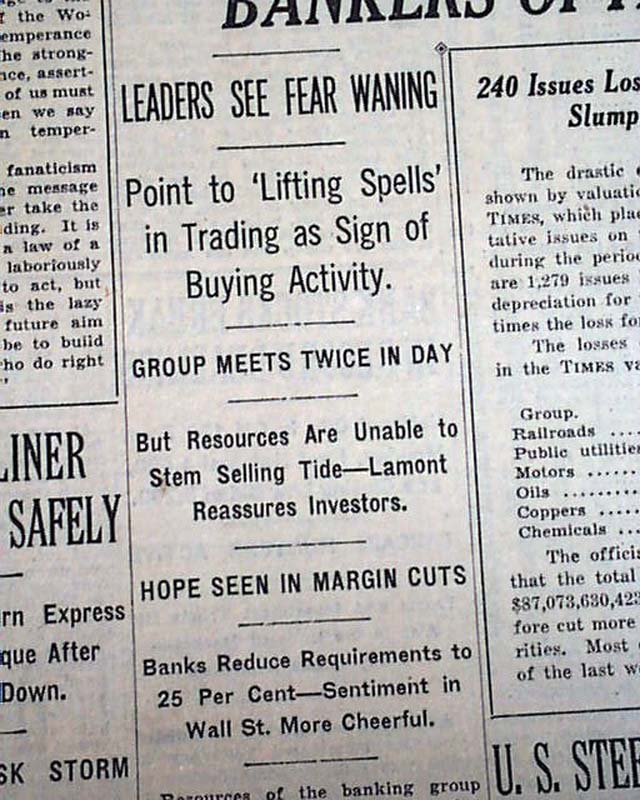 BANKERS OF
the Wo-
emperance
he strong-
nce, assert-
of us must
en we say
n temper-
fanaticism
he message
er take the
ding. It is
a law of a
laboriously
to act, but
is the lazy
future aim
be to build
ho do right
LINER
SAFELY
rn Express
que After
Down.
SK STORM
LEADERS SEE FEAR WANING
Point to 'Lifting Spells'
in Trading as Sign of
Buying Activity.
GROUP MEETS TWICE IN DAY
But Resources Are Unable to
Stem Selling Tide—Lamont
Reassures Investors.
HOPE SEEN IN MARGIN CUTS
Banks Reduce Requirements to
25 Per Cent—Sentiment in
Wall St. More Cheerful.
Resources of the banking group
240 Issues Los
Slump
The drastic
shown by valuati
TIMES, which plac
tative issues on
during the period
are 1,279 issues
depreciation for
times the loss fo
The losses
in the TIMES va
Group.
Railroads ....
Public utilities
Motors ......
Oils .........
Coppers .....
Chemicals ...
The offici
that the total
$87,073,630,423
fore cut more
rities. Most
of the last w
U. S. STEE